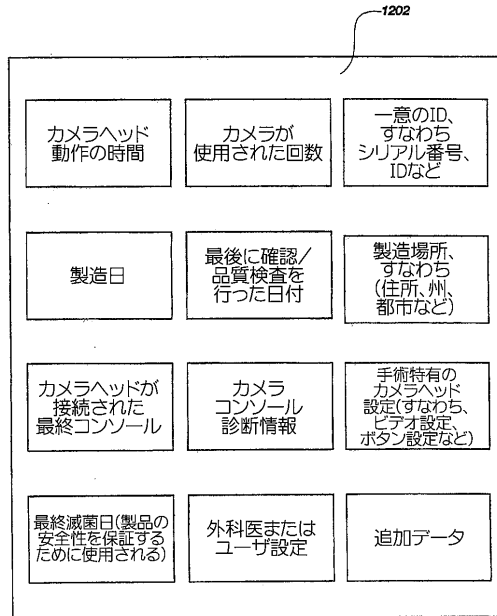 1202
カメラヘッド
動作の時間
カメラが
使用された回数
一意のID、
すなわち
シリアル番号、
IDなど
製造日
最後に確認/
品質検査を
行った日付
製造場所、
すなわち
(住所、州、
都市など)
カメラヘッドが
接続された
最終コンソール
カメラ
コンソール
診断情報
手術特有の
カメラヘッド
設定(すなわち、
ビデオ設定、
ボタン設定など)
最終滅菌日(製品の
安全性を保証する
ために使用される)
外科医または
ユーザ設定
追加データ